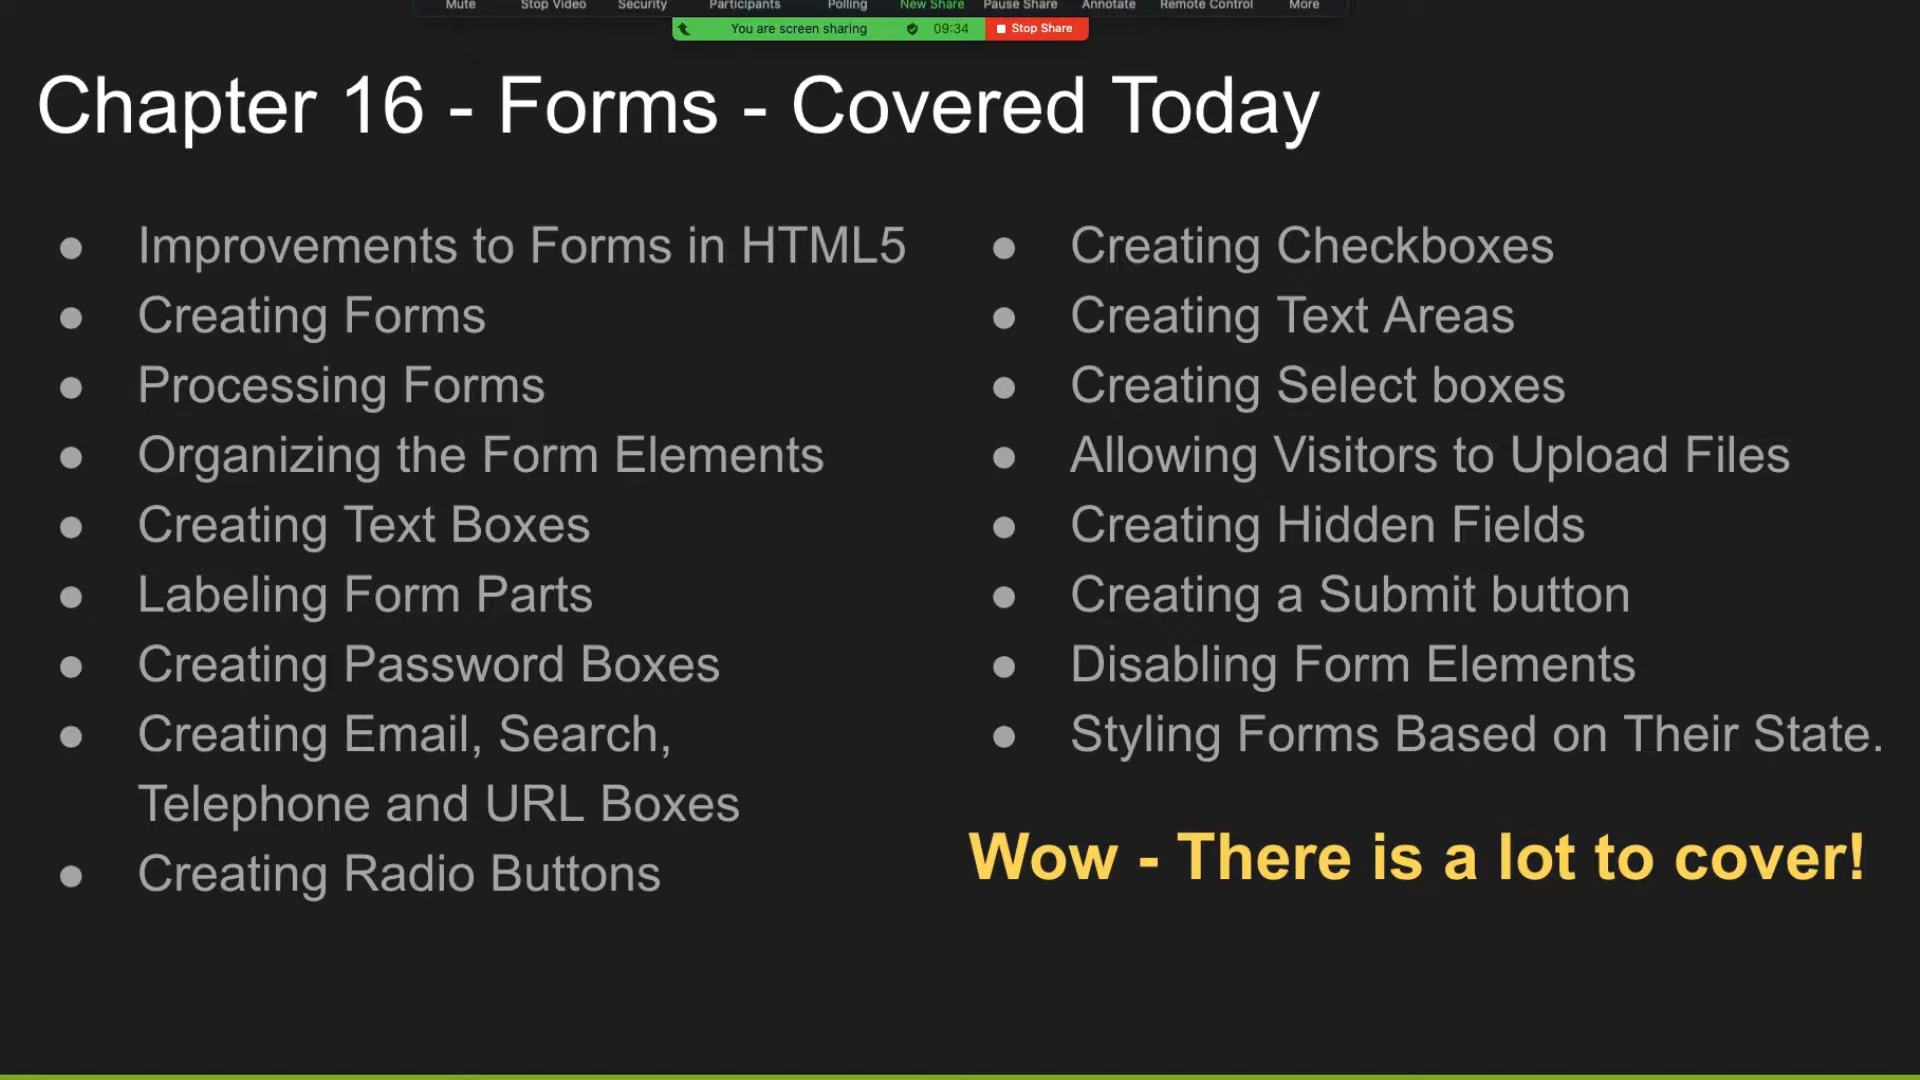 Mute Stop Video Security Participants Polling New Share Pause Share Annotate Remote Control More
You are screen sharing 09:34 Stop Share
Chapter 16 - Forms - Covered Today
● Improvements to Forms in HTML5
● Creating Forms
● Processing Forms
● Organizing the Form Elements
● Creating Text Boxes
● Labeling Form Parts
● Creating Password Boxes
● Creating Email, Search,
Telephone and URL Boxes
● Creating Radio Buttons
● Creating Checkboxes
● Creating Text Areas
● Creating Select boxes
● Allowing Visitors to Upload Files
● Creating Hidden Fields
● Creating a Submit button
● Disabling Form Elements
● Styling Forms Based on Their State.
Wow - There is a lot to cover!